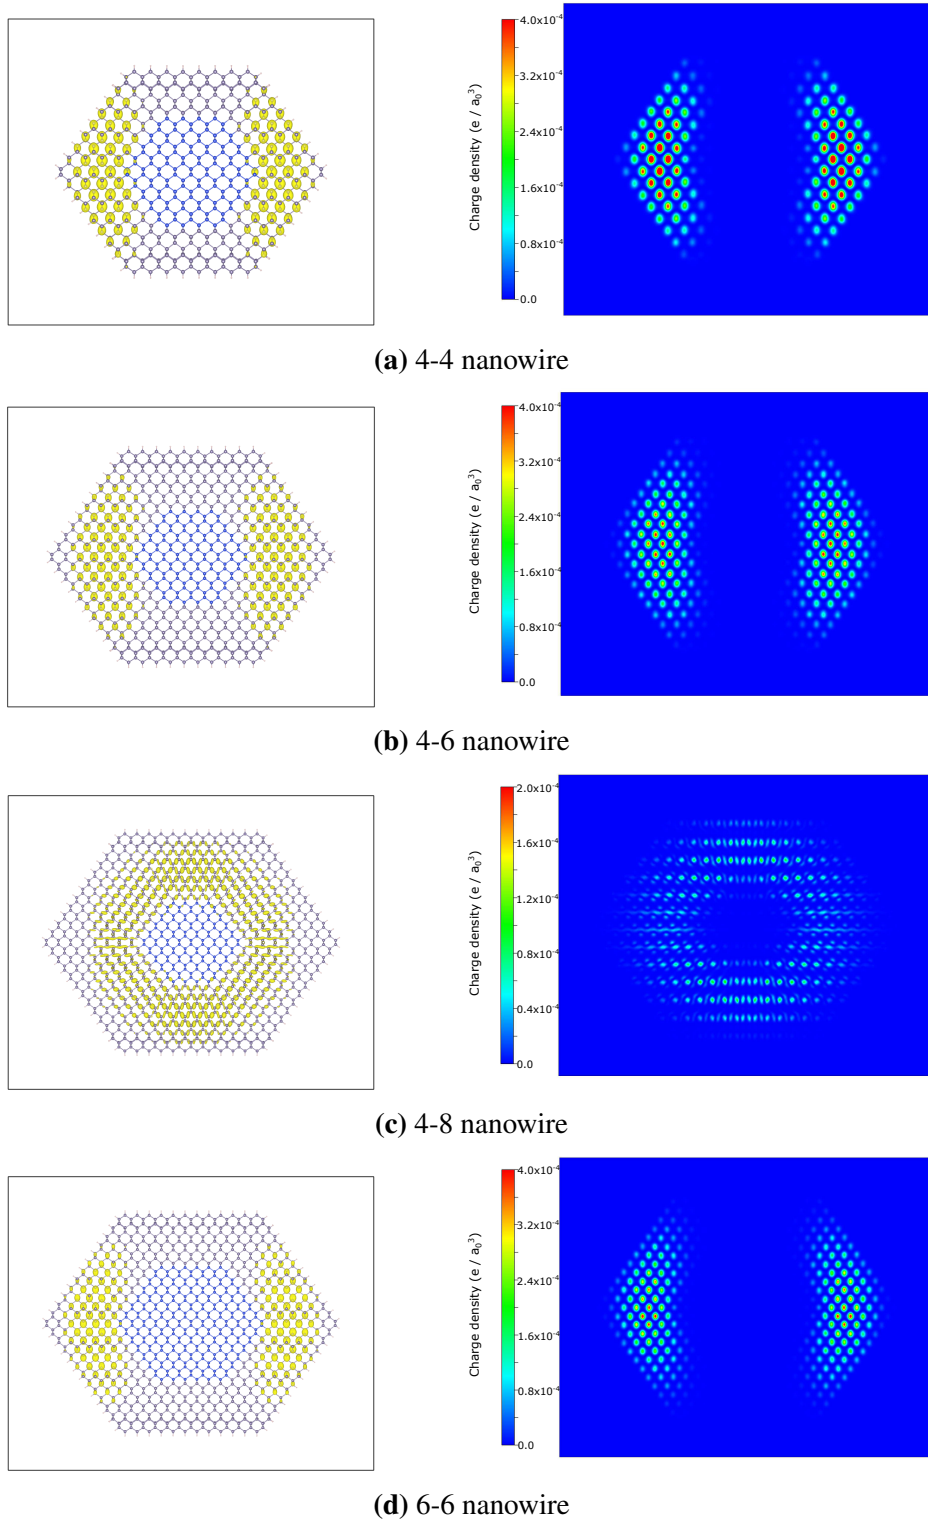 4.0x10⁻⁴
3.2x10⁻⁴
2.4x10⁻⁴
1.6x10⁻⁴
0.8x10⁻⁴
0.0
Charge density (e / a₀³)
(a) 4-4 nanowire
4.0x10⁻⁴
3.2x10⁻⁴
2.4x10⁻⁴
1.6x10⁻⁴
0.8x10⁻⁴
0.0
Charge density (e / a₀³)
(b) 4-6 nanowire
2.0x10⁻⁴
1.6x10⁻⁴
1.2x10⁻⁴
0.8x10⁻⁴
0.4x10⁻⁴
0.0
Charge density (e / a₀³)
(c) 4-8 nanowire
4.0x10⁻⁴
3.2x10⁻⁴
2.4x10⁻⁴
1.6x10⁻⁴
0.8x10⁻⁴
0.0
Charge density (e / a₀³)
(d) 6-6 nanowire